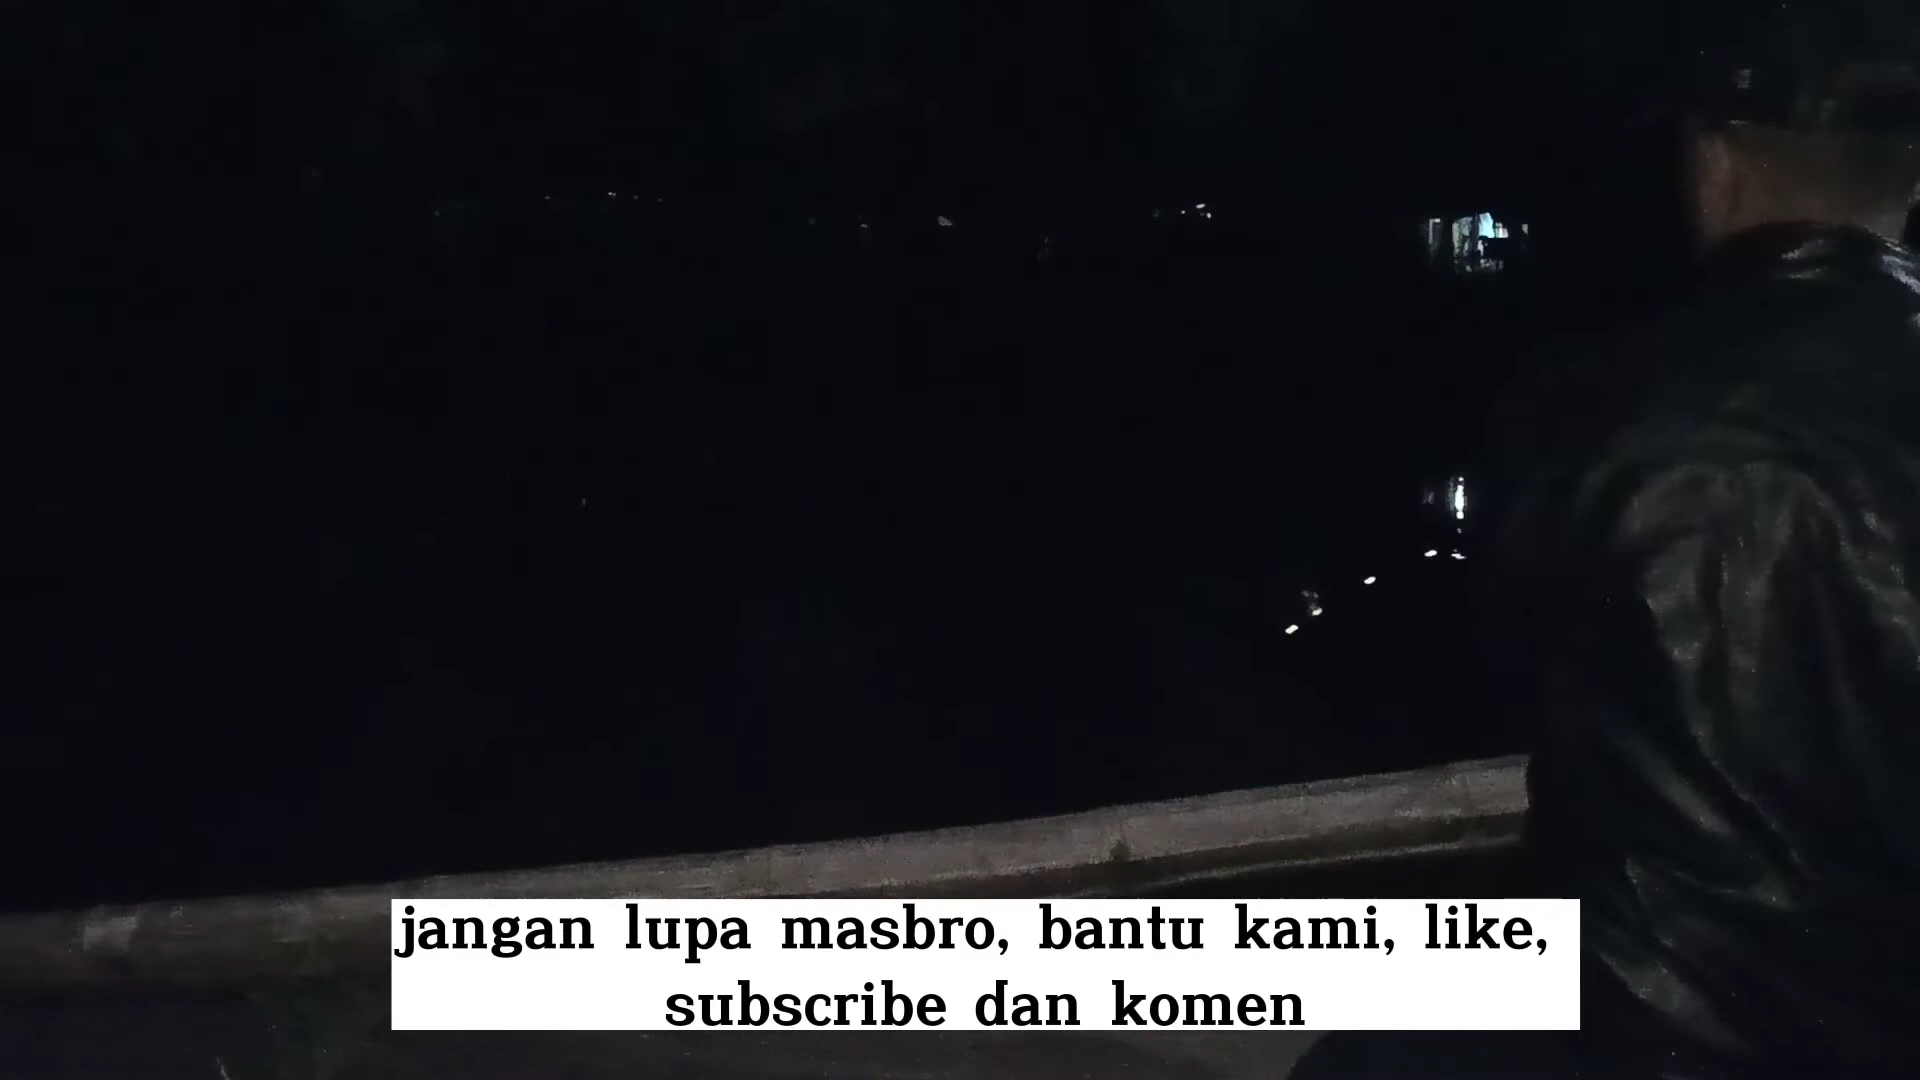 jangan lupa masbro, bantu kami, like,
subscribe dan komen